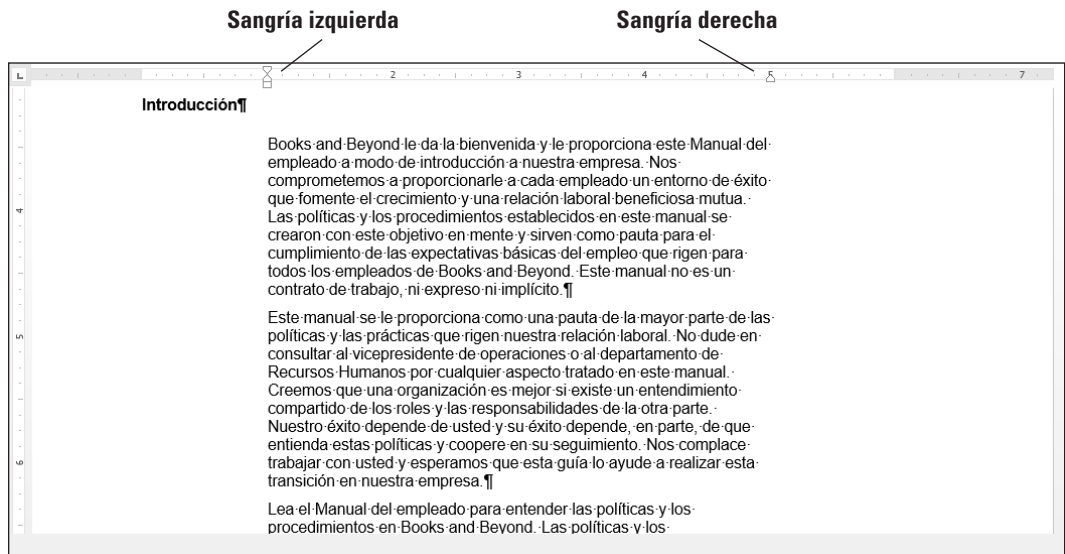 Sangría izquierda
Sangría derecha
L 2 3 4 5 7
Introducción¶
Books·and·Beyond·le·da·la·bienvenida·y·le·proporciona·este·Manual·del·
empleado·a·modo·de·introducción·a·nuestra·empresa.·Nos·
comprometemos·a·proporcionarle·a·cada·empleado·un·entorno·de·éxito·
que·fomente·el·crecimiento·y·una·relación·laboral·beneficiosa·mutua.·
4
Las·políticas·y·los·procedimientos·establecidos·en·este·manual·se·
crearon·con·este·objetivo·en·mente·y·sirven·como·pauta·para·el·
cumplimiento·de·las·expectativas·básicas·del·empleo·que·rigen·para·
todos·los·empleados·de·Books·and·Beyond.·Este·manual·no·es·un·
contrato·de·trabajo,·ni·expreso·ni·implícito.¶
Este·manual·se·le·proporciona·como·una·pauta·de·la·mayor·parte·de·las·
5
políticas·y·las·prácticas·que·rigen·nuestra·relación·laboral.·No·dude·en·
consultar·al·vicepresidente·de·operaciones·o·al·departamento·de·
Recursos·Humanos·por·cualquier·aspecto·tratado·en·este·manual.·
Creemos·que·una·organización·es·mejor·si·existe·un·entendimiento·
compartido·de·los·roles·y·las·responsabilidades·de·la·otra·parte.·
Nuestro·éxito·depende·de·usted·y·su·éxito·depende,·en·parte,·de·que·
entienda·estas·políticas·y·coopere·en·su·seguimiento.·Nos·complace·
6
trabajar·con·usted·y·esperamos·que·esta·guía·lo·ayude·a·realizar·esta·
transición·en·nuestra·empresa.¶
Lea·el·Manual·del·empleado·para·entender·las·políticas·y·los·
procedimientos·en·Books·and·Beyond.·Las·políticas·y·los·